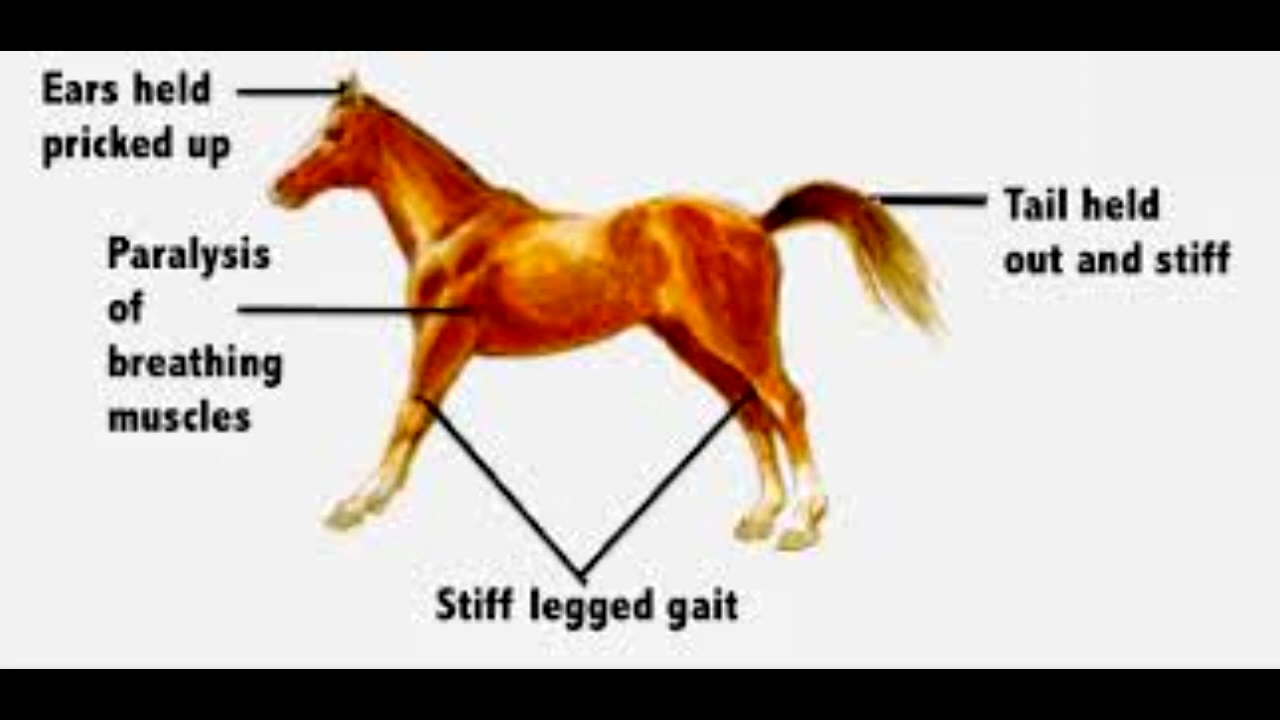 Ears held
pricked up
Tail held
out and stiff
Paralysis
of
breathing
muscles
Stiff legged gait